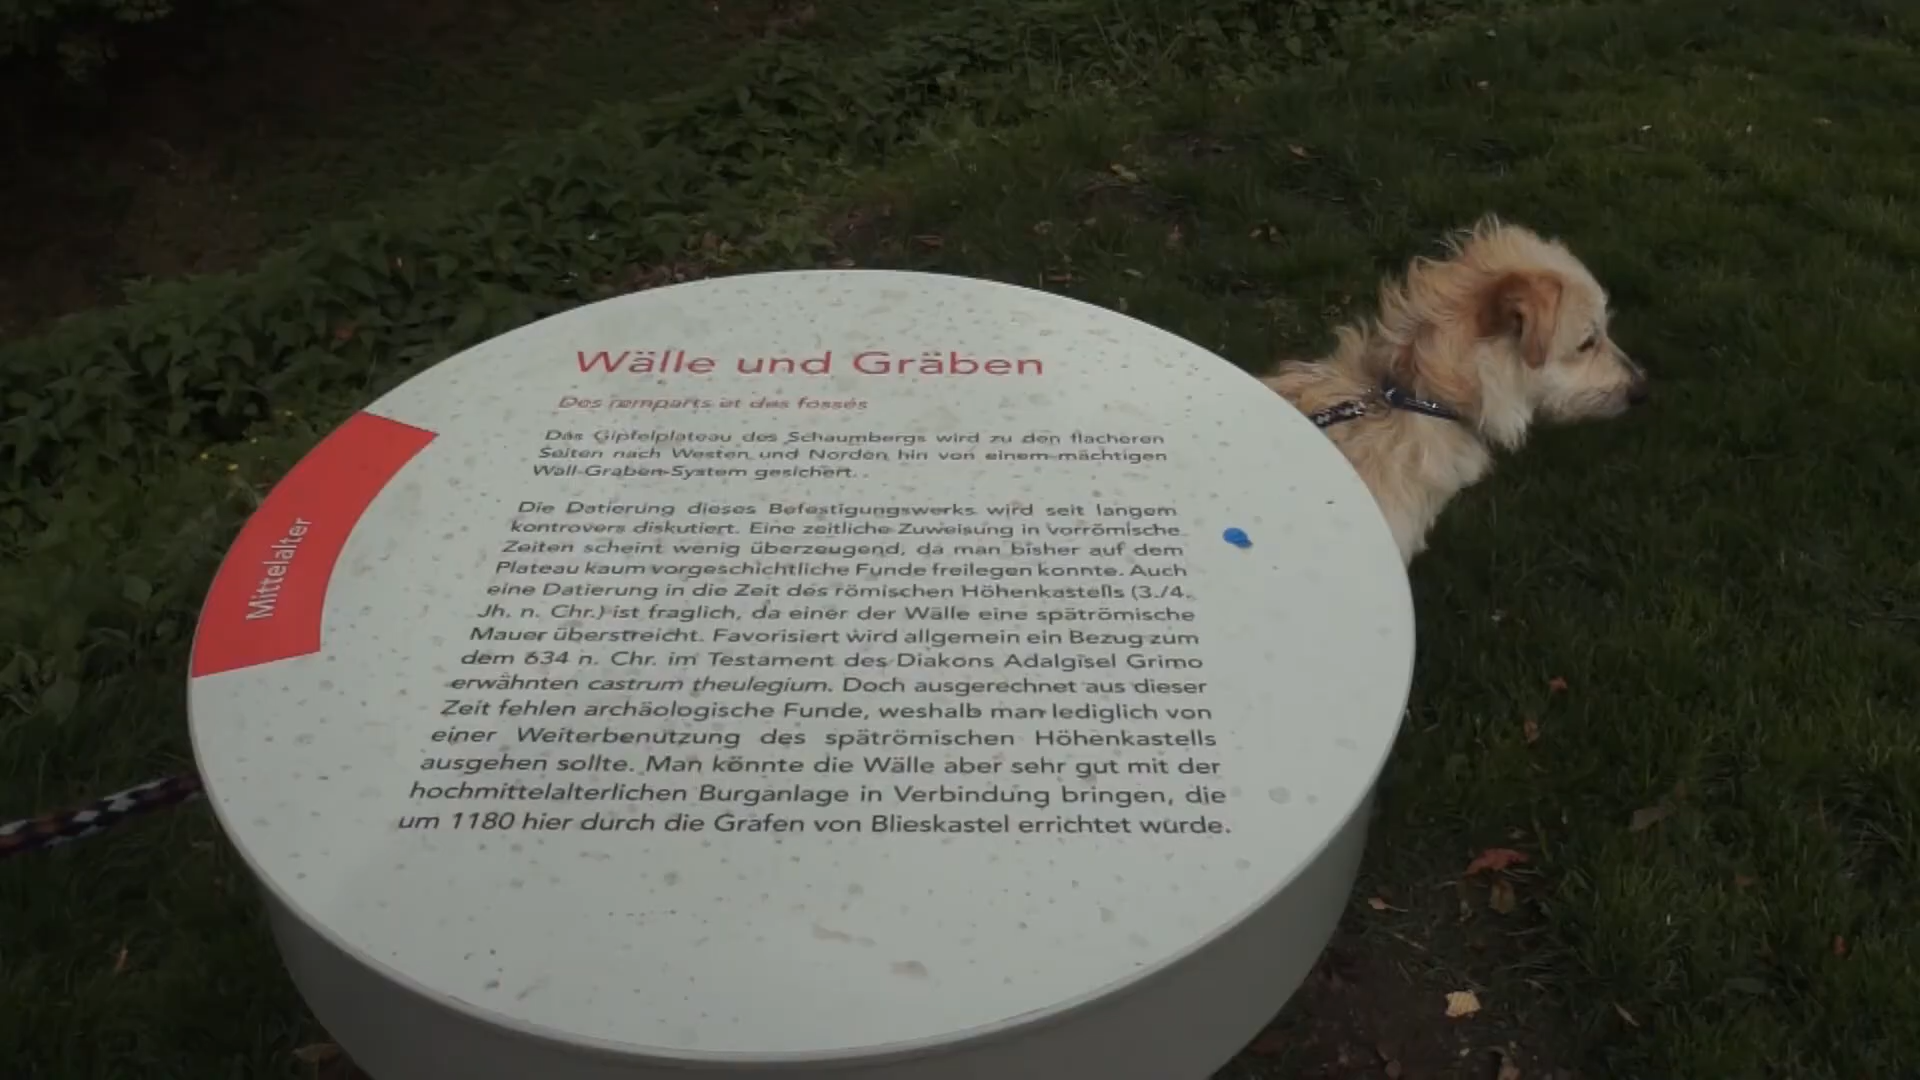 Wälle und Gräben
Des remparts et des fossés
Das Gipfelplateau des Schaumbergs wird zu den flacheren
Seiten nach Westen und Norden hin von einem mächtigen
Wall-Graben-System gesichert.
Die Datierung dieses Befestigungswerks wird seit langem
kontrovers diskutiert. Eine zeitliche Zuweisung in vorrömische
Zeiten scheint wenig überzeugend, da man bisher auf dem
Plateau kaum vorgeschichtliche Funde freilegen konnte. Auch
eine Datierung in die Zeit des römischen Höhenkastells (3./4.
Jh. n. Chr.) ist fraglich, da einer der Wälle eine spätrömische
Mauer überstreicht. Favorisiert wird allgemein ein Bezug zum
dem 634 n. Chr. im Testament des Diakons Adalgisel Grimo
erwähnten castrum theulegium. Doch ausgerechnet aus dieser
Zeit fehlen archäologische Funde, weshalb man lediglich von
einer Weiterbenutzung des spätrömischen Höhenkastells
ausgehen sollte. Man könnte die Wälle aber sehr gut mit der
hochmittelalterlichen Burganlage in Verbindung bringen, die
um 1180 hier durch die Grafen von Blieskastel errichtet wurde.
Mittelalter